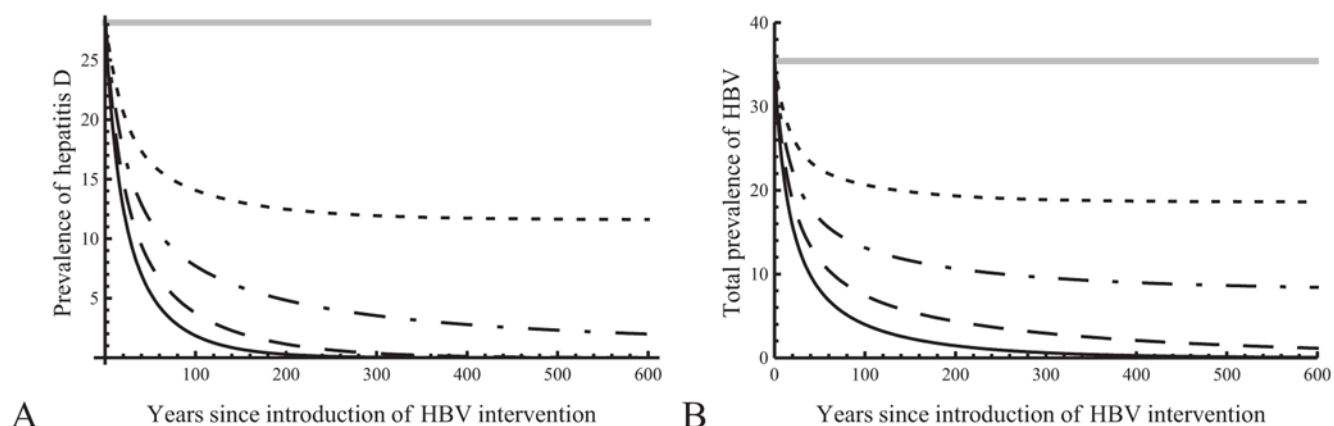 Prevalence of hepatitis D
25
20
15
10
5
100 200 300 400 500 600
A Years since introduction of HBV intervention
Total prevalence of HBV
40
30
20
10
0
0 100 200 300 400 500 600
B Years since introduction of HBV intervention